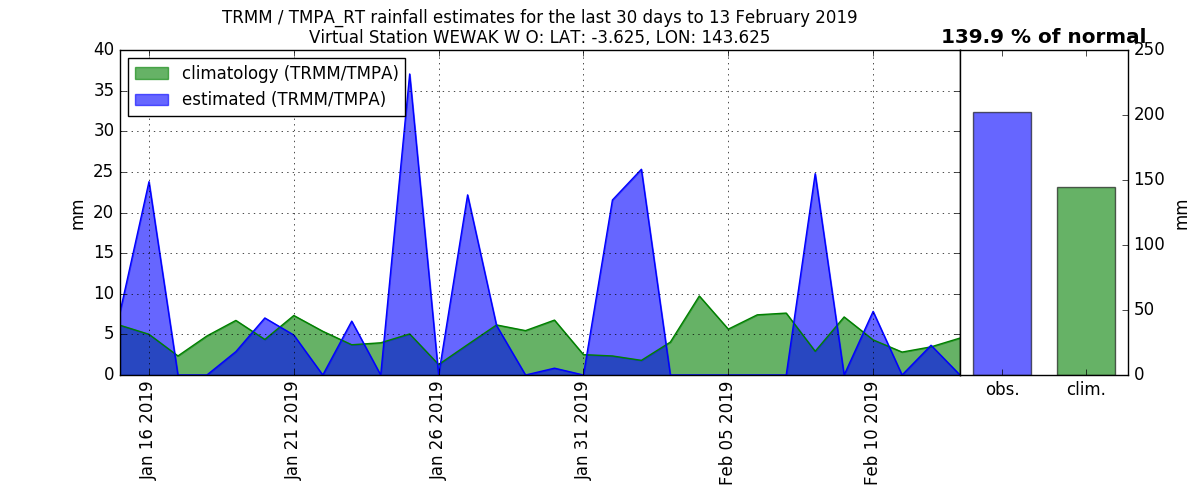 TRMM / TMPA_RT rainfall estimates for the last 30 days to 13 February 2019
Virtual Station WEWAK W O: LAT: -3.625, LON: 143.625
139.9 % of normal
climatology (TRMM/TMPA)
estimated (TRMM/TMPA)
mm
40
35
30
25
20
15
10
5
0
Jan 16 2019
Jan 21 2019
Jan 26 2019
Jan 31 2019
Feb 05 2019
Feb 10 2019
250
200
150
100
50
0
mm
obs.
clim.